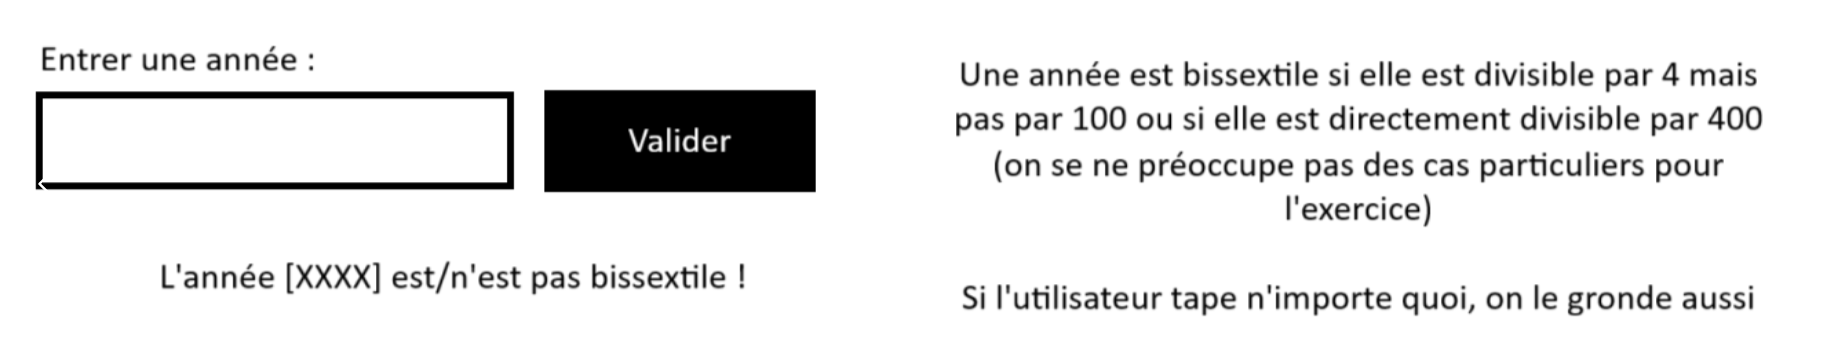 Entrer une année :
Valider
L'année [XXXX] est/n'est pas bissextile !
Une année est bissextile si elle est divisible par 4 mais
pas par 100 ou si elle est directement divisible par 400
(on se ne préoccupe pas des cas particuliers pour
l'exercice)
Si l'utilisateur tape n'importe quoi, on le gronde aussi